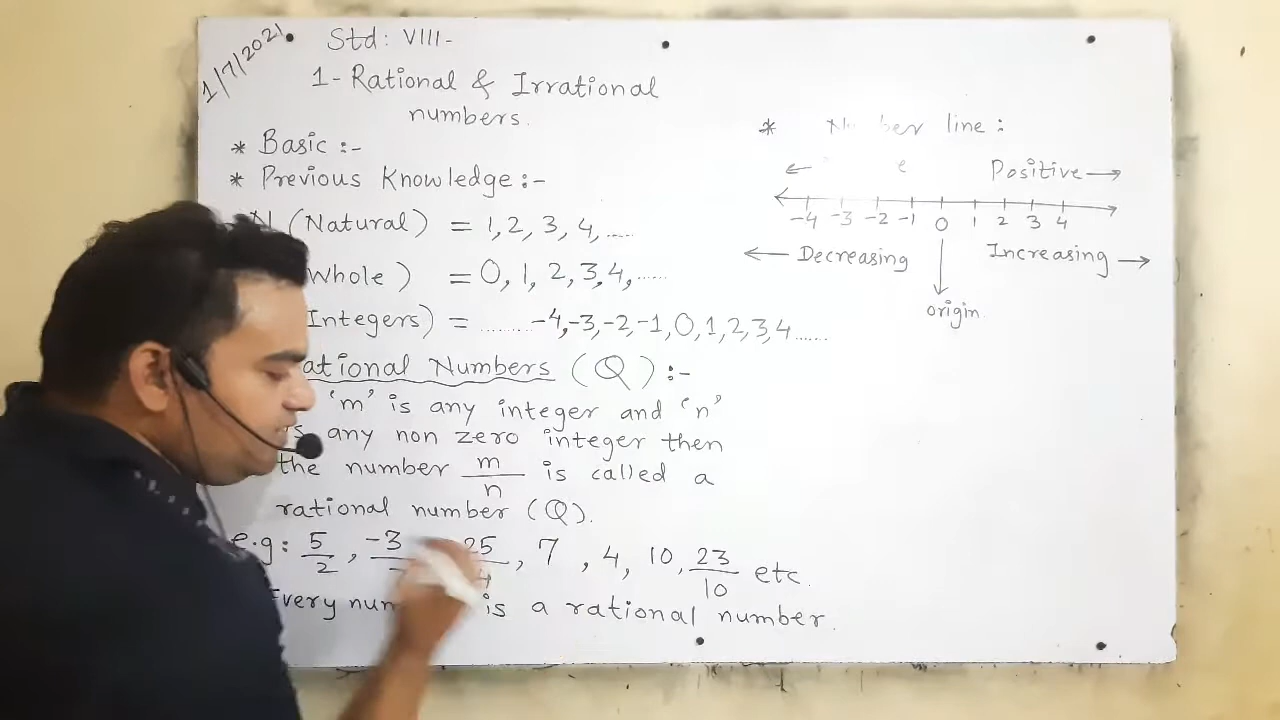 1/7/2021
Std: VIII-
1- Rational & Irrational
numbers.
* Basic :-
* Previous Knowledge:-
N (Natural) = 1, 2, 3, 4, .....
Whole ) = 0, 1, 2, 3, 4, ......
Integers) = ........ -4, -3, -2, -1, 0, 1, 2, 3, 4 ......
ational Numbers (Q) :-
'm' is any integer and 'n'
is any non zero integer then
the number m/n is called a
rational number (Q).
e.g: 5/2, -3 25/4, 7, 4, 10, 23/10 etc.
Every num is a rational number.
* N ber line :
← e Positive →
-4 -3 -2 -1 0 1 2 3 4
← Decreasing Increasing →
origin.